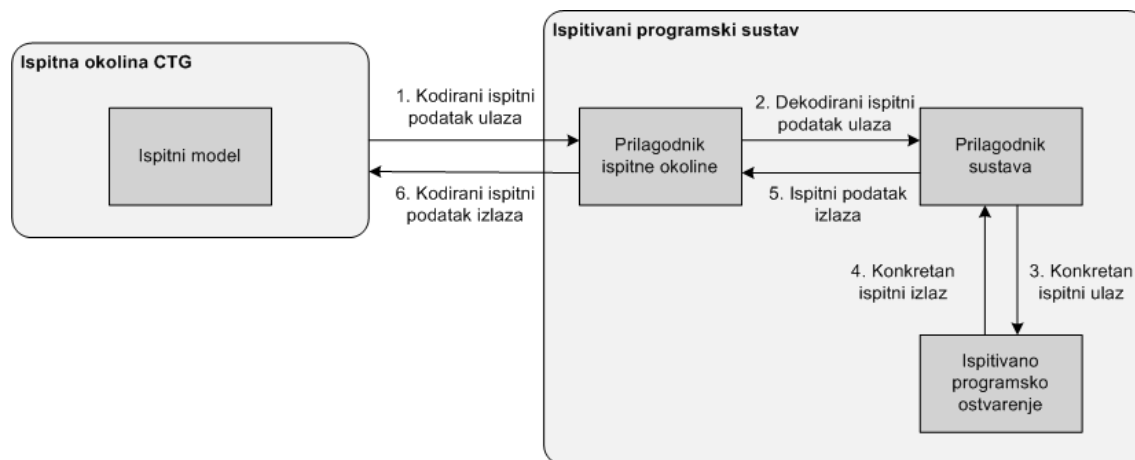 Ispitivani programski sustav
Ispitna okolina CTG
1. Kodirani ispitni
podatak ulaza
2. Dekodirani ispitni
podatak ulaza
Ispitni model
Prilagodnik
ispitne okoline
Prilagodnik
sustava
6. Kodirani ispitni
podatak izlaza
5. Ispitni podatak
izlaza
4. Konkretan
ispitni izlaz
3. Konkretan
ispitni ulaz
Ispitivano
programsko
ostvarenje